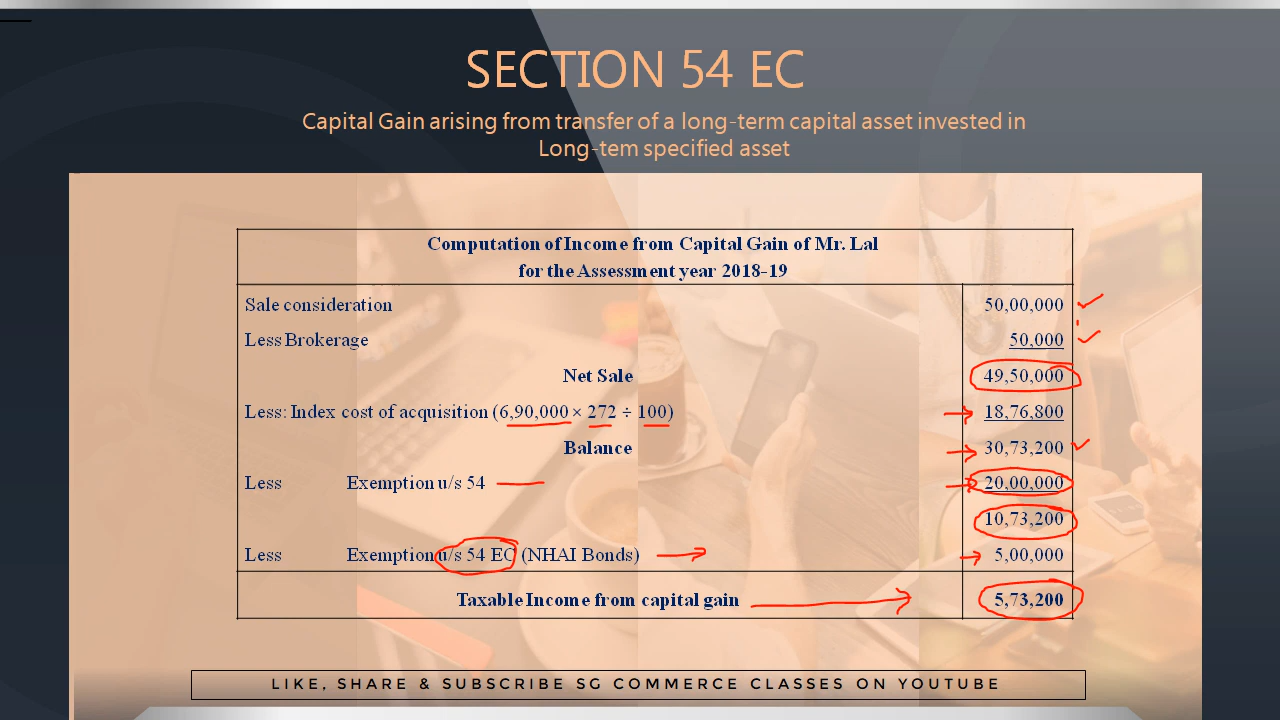 SECTION 54 EC
Capital Gain arising from transfer of a long-term capital asset invested in
Long-tem specified asset
Computation of Income from Capital Gain of Mr. Lal
for the Assessment year 2018-19
Sale consideration 50,00,000
Less Brokerage 50,000
Net Sale 49,50,000
Less: Index cost of acquisition (6,90,000 × 272 ÷ 100) 18,76,800
Balance 30,73,200
Less Exemption u/s 54 20,00,000
10,73,200
Less Exemption u/s 54 EC (NHAI Bonds) 5,00,000
Taxable Income from capital gain 5,73,200
LIKE, SHARE & SUBSCRIBE SG COMMERCE CLASSES ON YOUTUBE